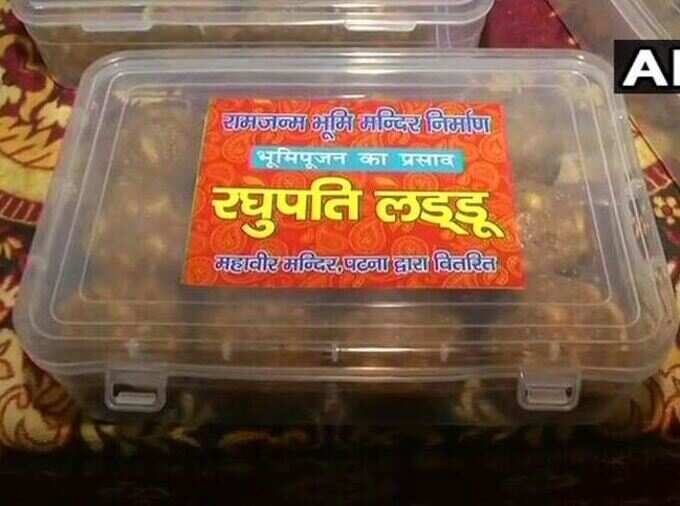 रामजन्म भूमि मन्दिर निर्माण
भूमिपूजन का प्रसाव
रघुपति लड्डू
महावीर मन्दिर, पटना द्वारा वितरित